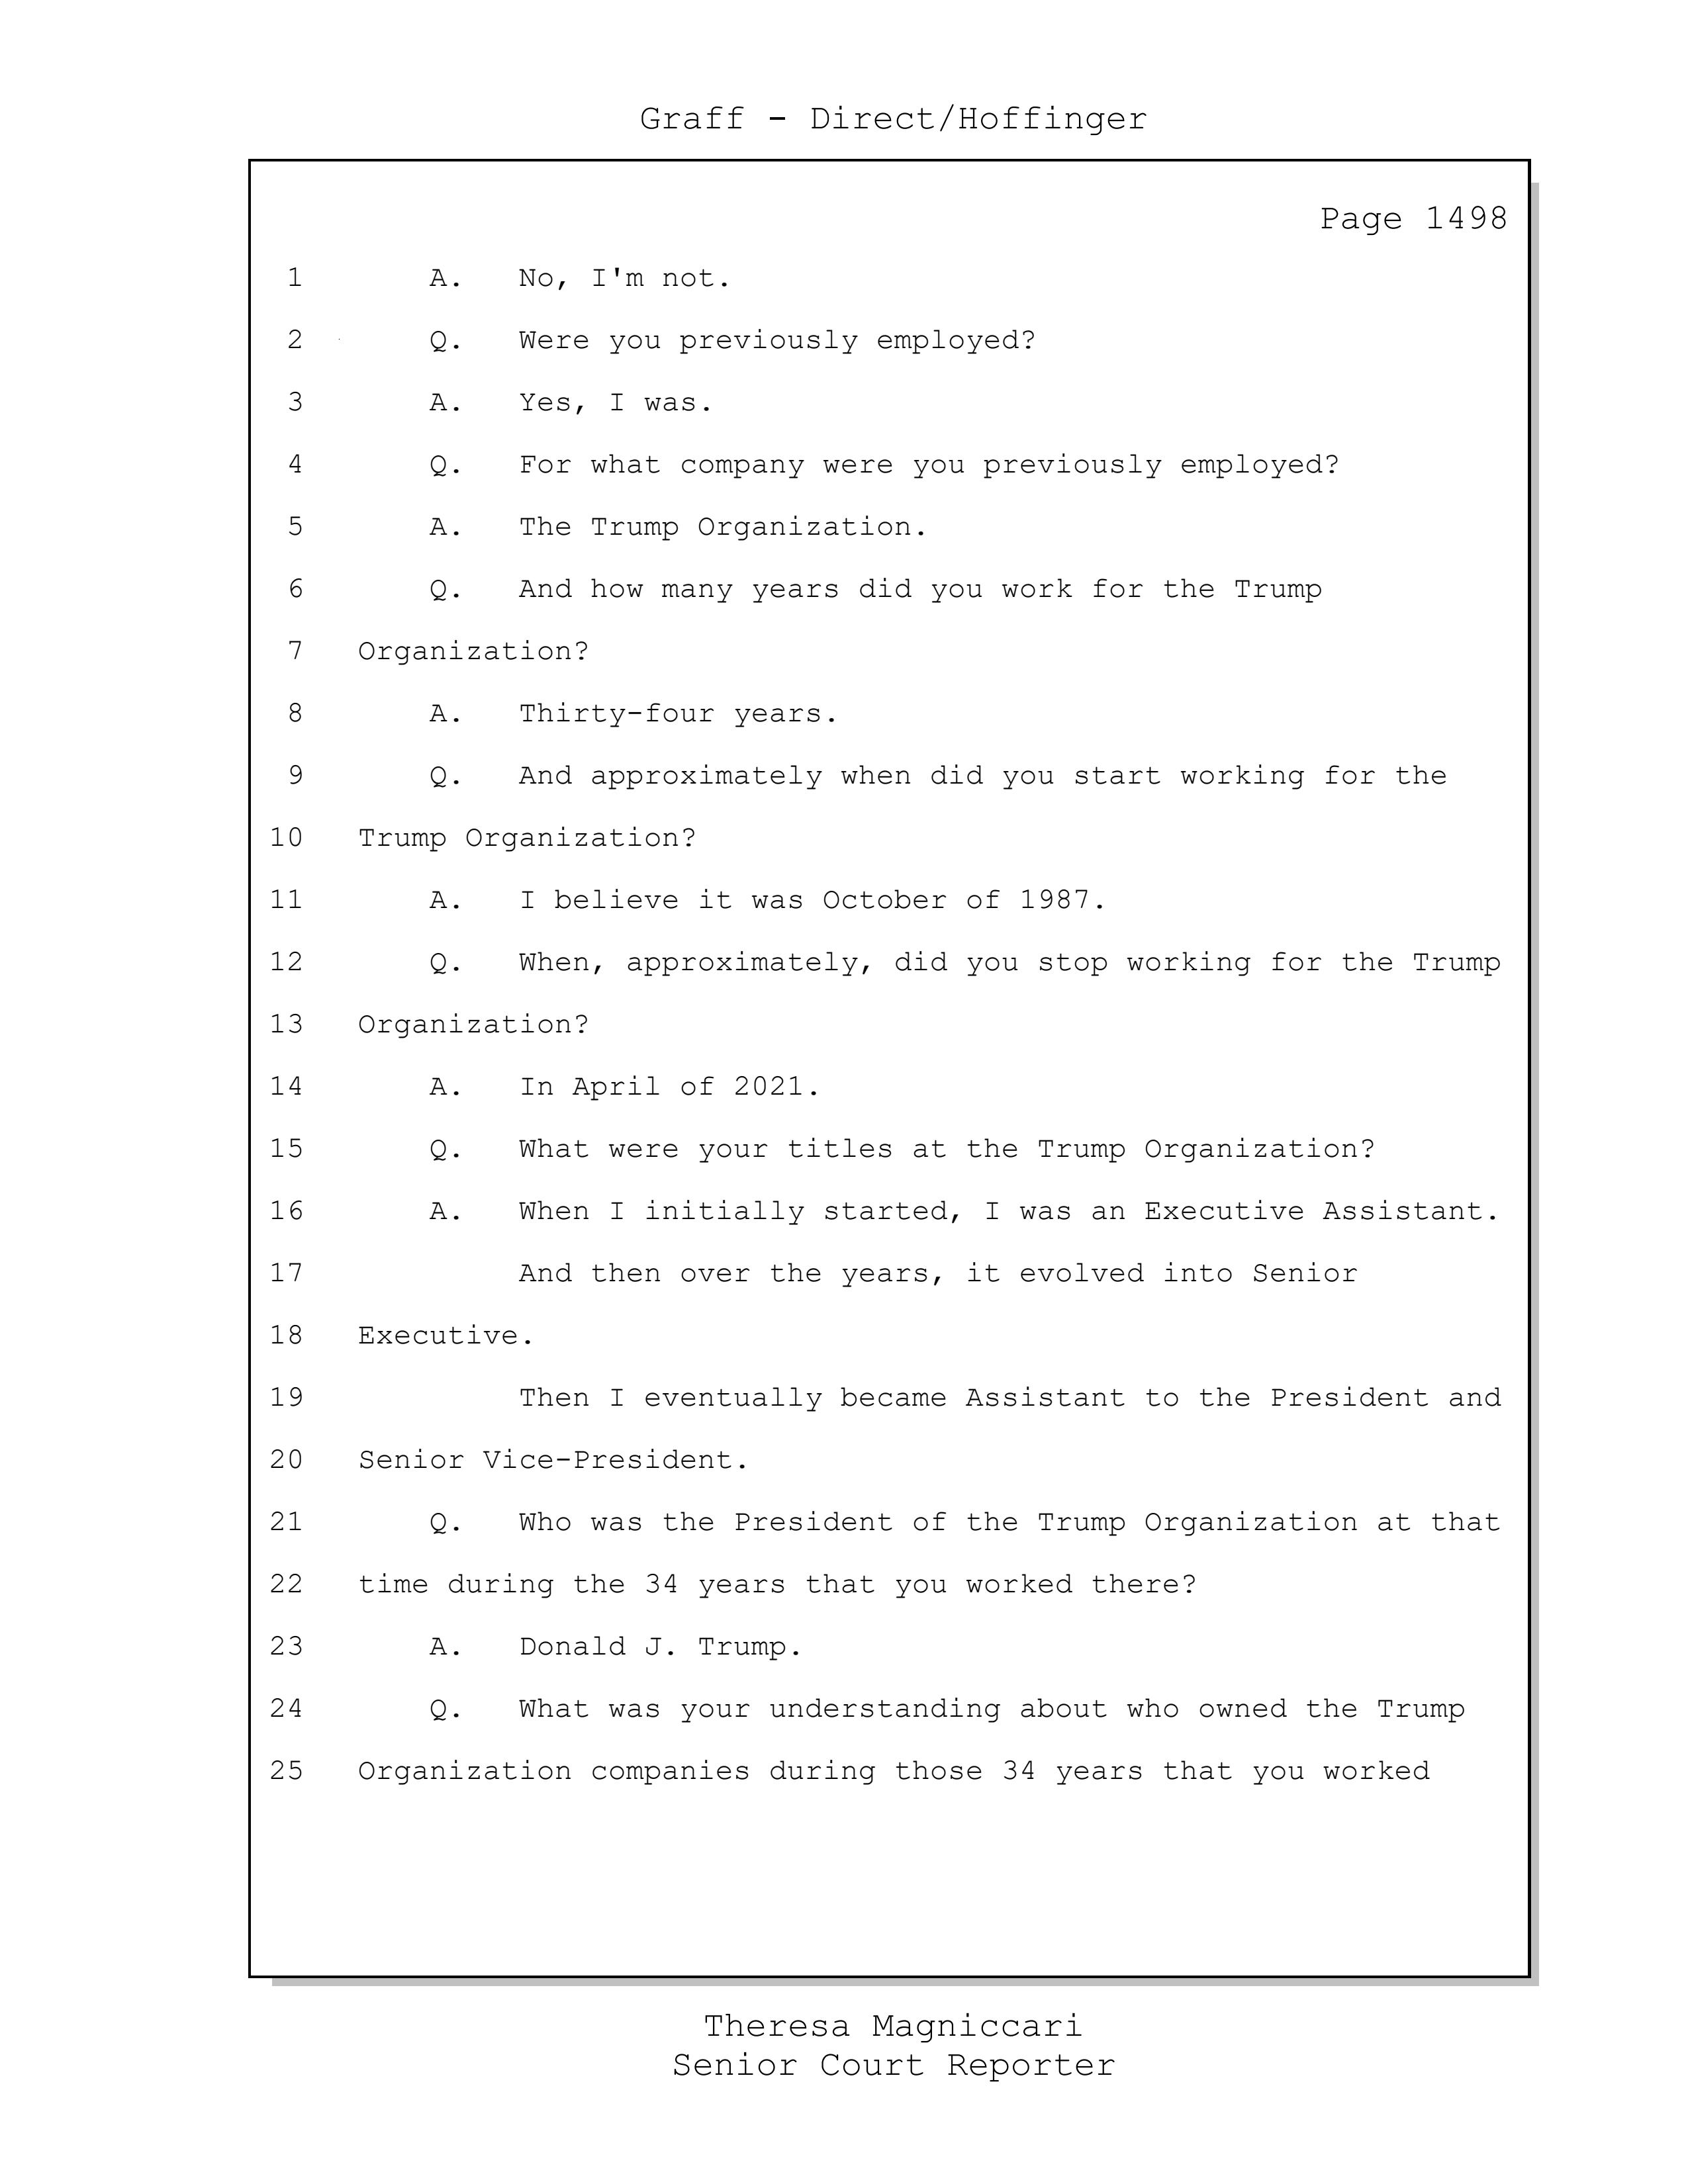 Graff - Direct/Hoffinger
Page 1498
1 A. No, I'm not.
2 Q. Were you previously employed?
3 A. Yes, I was.
4 Q. For what company were you previously employed?
5 A. The Trump Organization.
6 Q. And how many years did you work for the Trump
7 Organization?
8 A. Thirty-four years.
9 Q. And approximately when did you start working for the
10 Trump Organization?
11 A. I believe it was October of 1987.
12 Q. When, approximately, did you stop working for the Trump
13 Organization?
14 A. In April of 2021.
15 Q. What were your titles at the Trump Organization?
16 A. When I initially started, I was an Executive Assistant.
17 And then over the years, it evolved into Senior
18 Executive.
19 Then I eventually became Assistant to the President and
20 Senior Vice-President.
21 Q. Who was the President of the Trump Organization at that
22 time during the 34 years that you worked there?
23 A. Donald J. Trump.
24 Q. What was your understanding about who owned the Trump
25 Organization companies during those 34 years that you worked
Theresa Magniccari
Senior Court Reporter